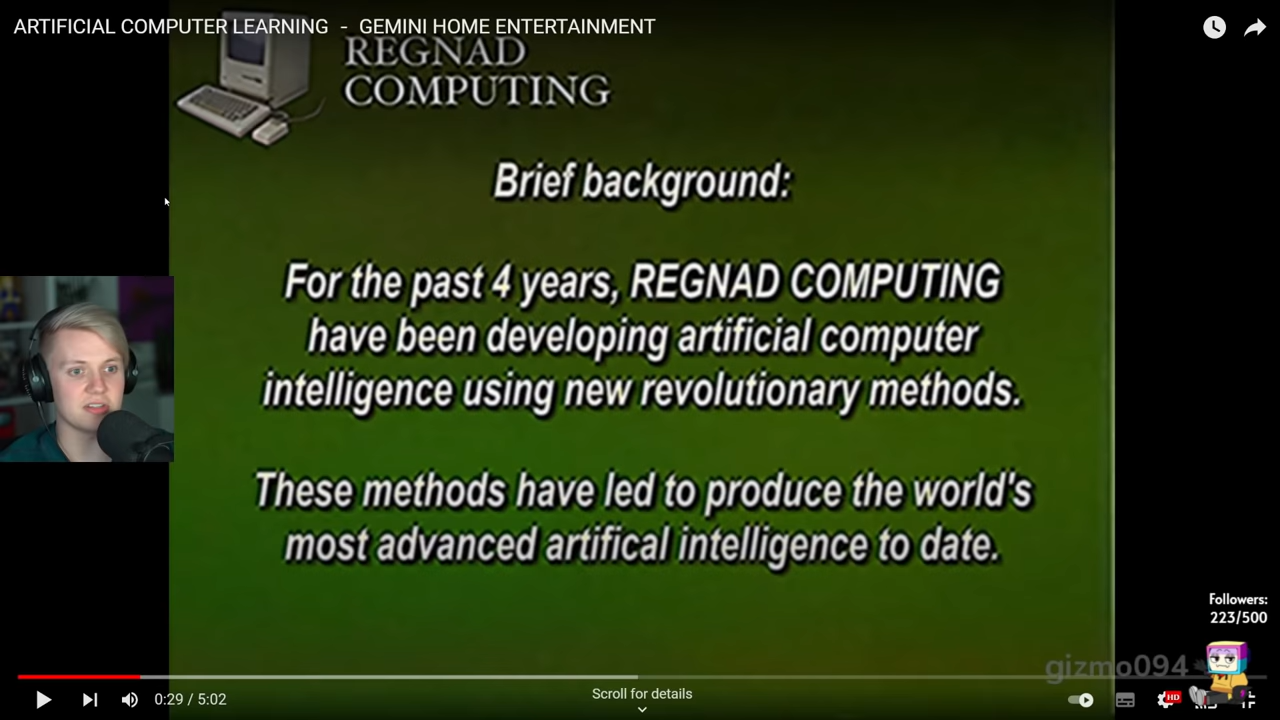 ARTIFICIAL COMPUTER LEARNING - GEMINI HOME ENTERTAINMENT
REGNAD
COMPUTING
Brief background:
For the past 4 years, REGNAD COMPUTING
have been developing artificial computer
intelligence using new revolutionary methods.
These methods have led to produce the world's
most advanced artifical intelligence to date.
Followers:
223/500
gizmo094
0:29 / 5:02
Scroll for details
HD